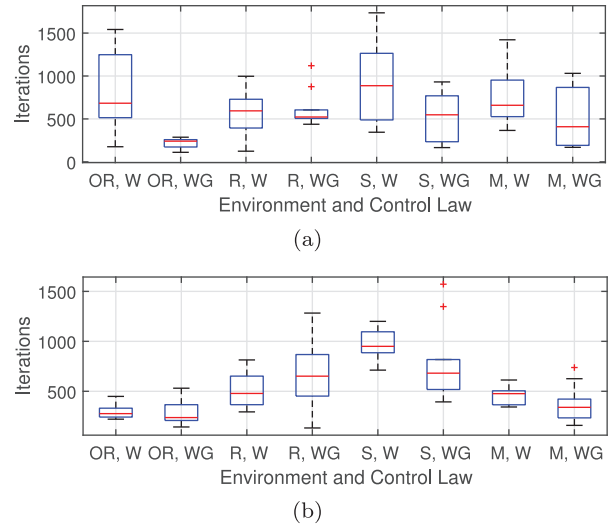 1500
1000
500
0
Iterations
OR, W OR, WG R, W R, WG S, W S, WG M, W M, WG
Environment and Control Law
(a)
1500
1000
500
Iterations
OR, W OR, WG R, W R, WG S, W S, WG M, W M, WG
Environment and Control Law
(b)